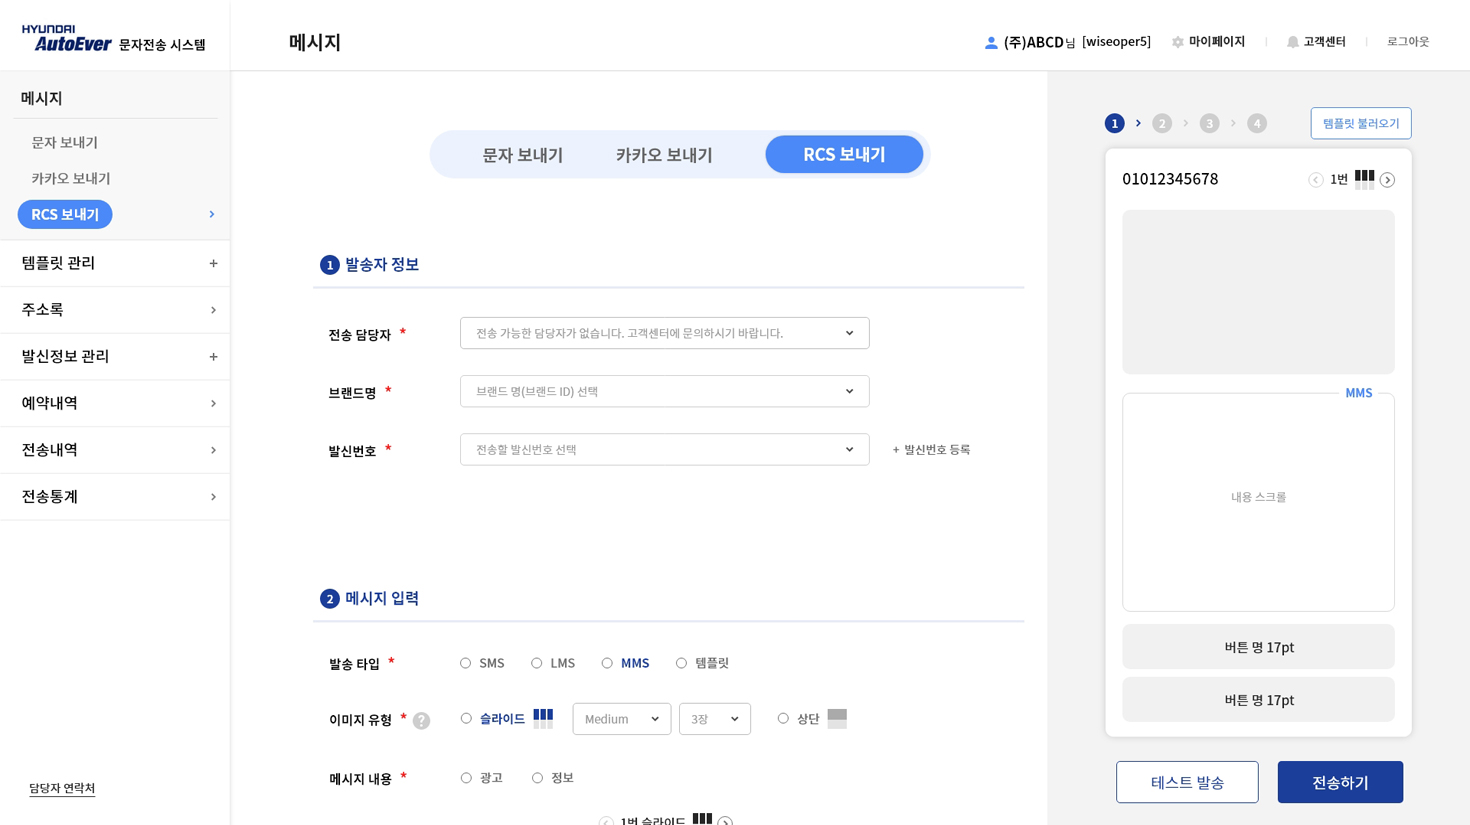 HYUNDAI
AutoEver 문자전송 시스템
메시지
(주)ABCD님 [wiseoper5]
마이페이지
고객센터
로그아웃
메시지
문자 보내기
카카오 보내기
RCS 보내기
템플릿 관리
주소록
발신정보 관리
예약내역
전송내역
전송통계
담당자 연락처
문자 보내기
카카오 보내기
RCS 보내기
1 발송자 정보
전송 담당자 *
전송 가능한 담당자가 없습니다. 고객센터에 문의하시기 바랍니다.
브랜드명 *
브랜드 명(브랜드 ID) 선택
발신번호 *
전송할 발신번호 선택
+ 발신번호 등록
2 메시지 입력
발송 타입 *
SMS
LMS
MMS
템플릿
이미지 유형 * ?
슬라이드
Medium
3장
상단
메시지 내용 *
광고
정보
1번 슬라이드
1 2 3 4
템플릿 불러오기
01012345678
1번
MMS
내용 스크롤
버튼 명 17pt
버튼 명 17pt
테스트 발송
전송하기